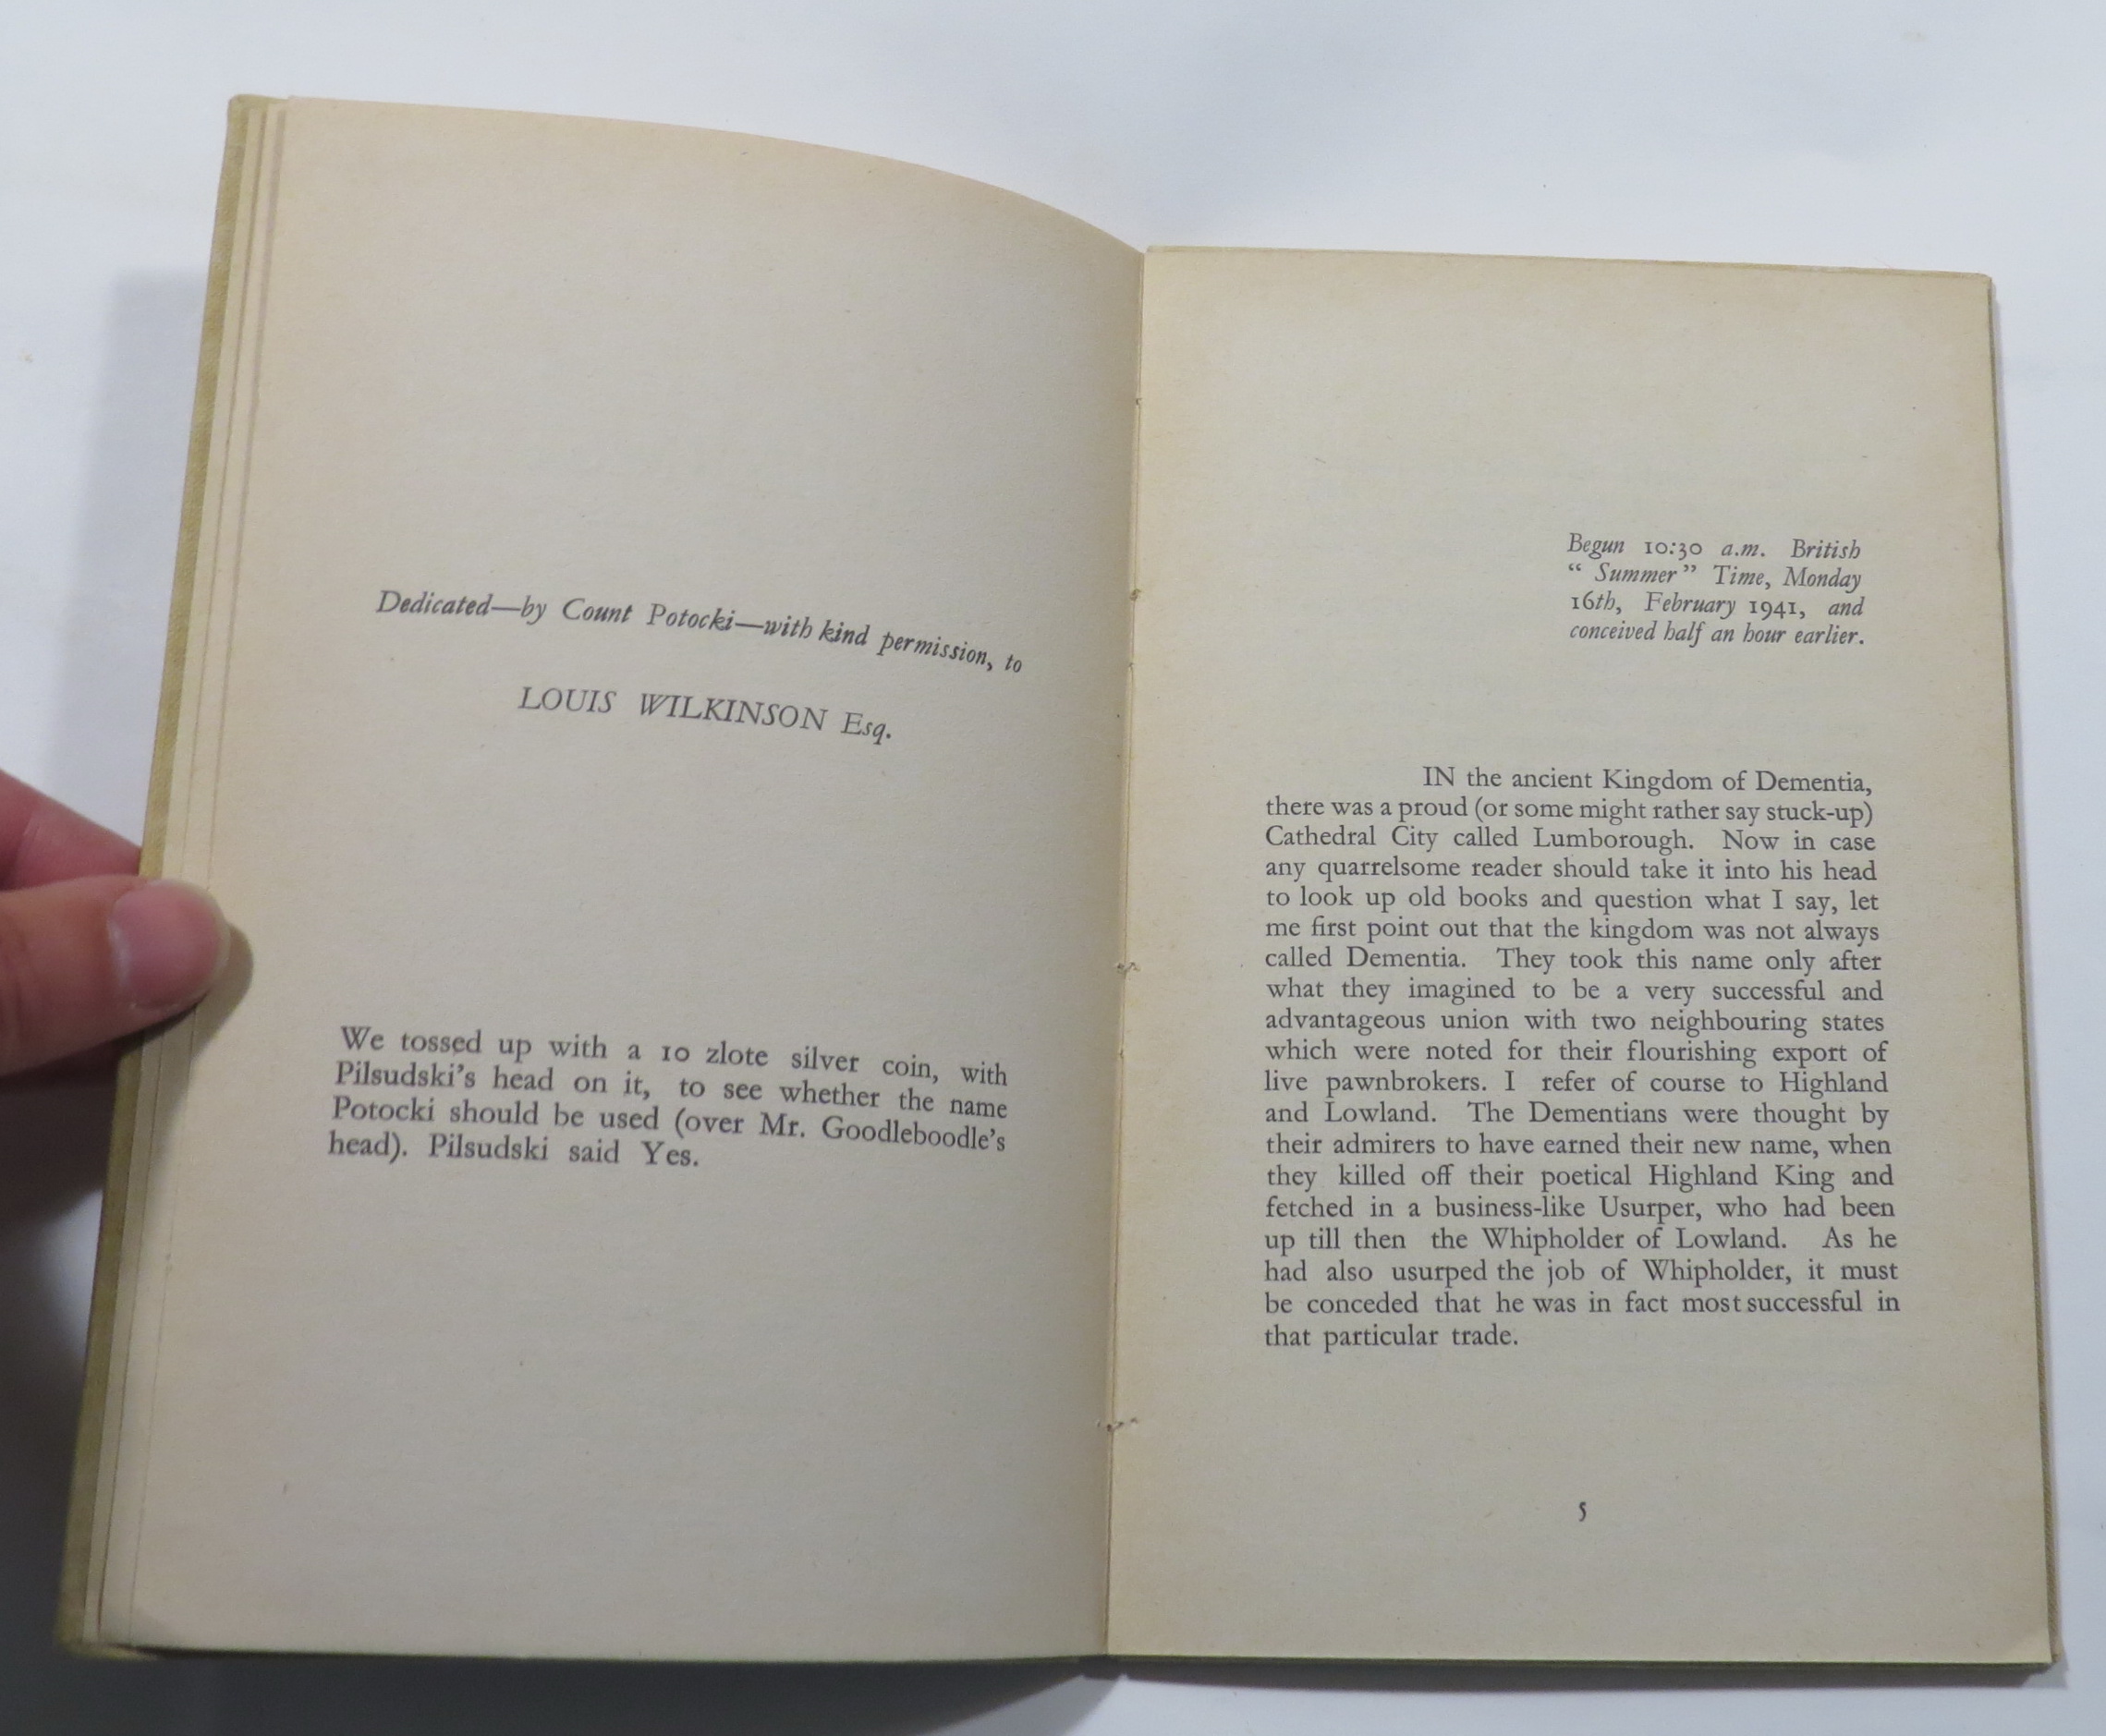 Dedicated—by Count Potocki—with kind permission, to
LOUIS WILKINSON Esq.
We tossed up with a 10 zlote silver coin, with
Pilsudski's head on it, to see whether the name
Potocki should be used (over Mr. Goodleboodle's
head). Pilsudski said Yes.
Begun 10:30 a.m. British
“ Summer” Time, Monday
16th, February 1941, and
conceived half an hour earlier.
IN the ancient Kingdom of Dementia,
there was a proud (or some might rather say stuck-up)
Cathedral City called Lumborough. Now in case
any quarrelsome reader should take it into his head
to look up old books and question what I say, let
me first point out that the kingdom was not always
called Dementia. They took this name only after
what they imagined to be a very successful and
advantageous union with two neighbouring states
which were noted for their flourishing export of
live pawnbrokers. I refer of course to Highland
and Lowland. The Dementians were thought by
their admirers to have earned their new name, when
they killed off their poetical Highland King and
fetched in a business-like Usurper, who had been
up till then the Whipholder of Lowland. As he
had also usurped the job of Whipholder, it must
be conceded that he was in fact most successful in
that particular trade.
5